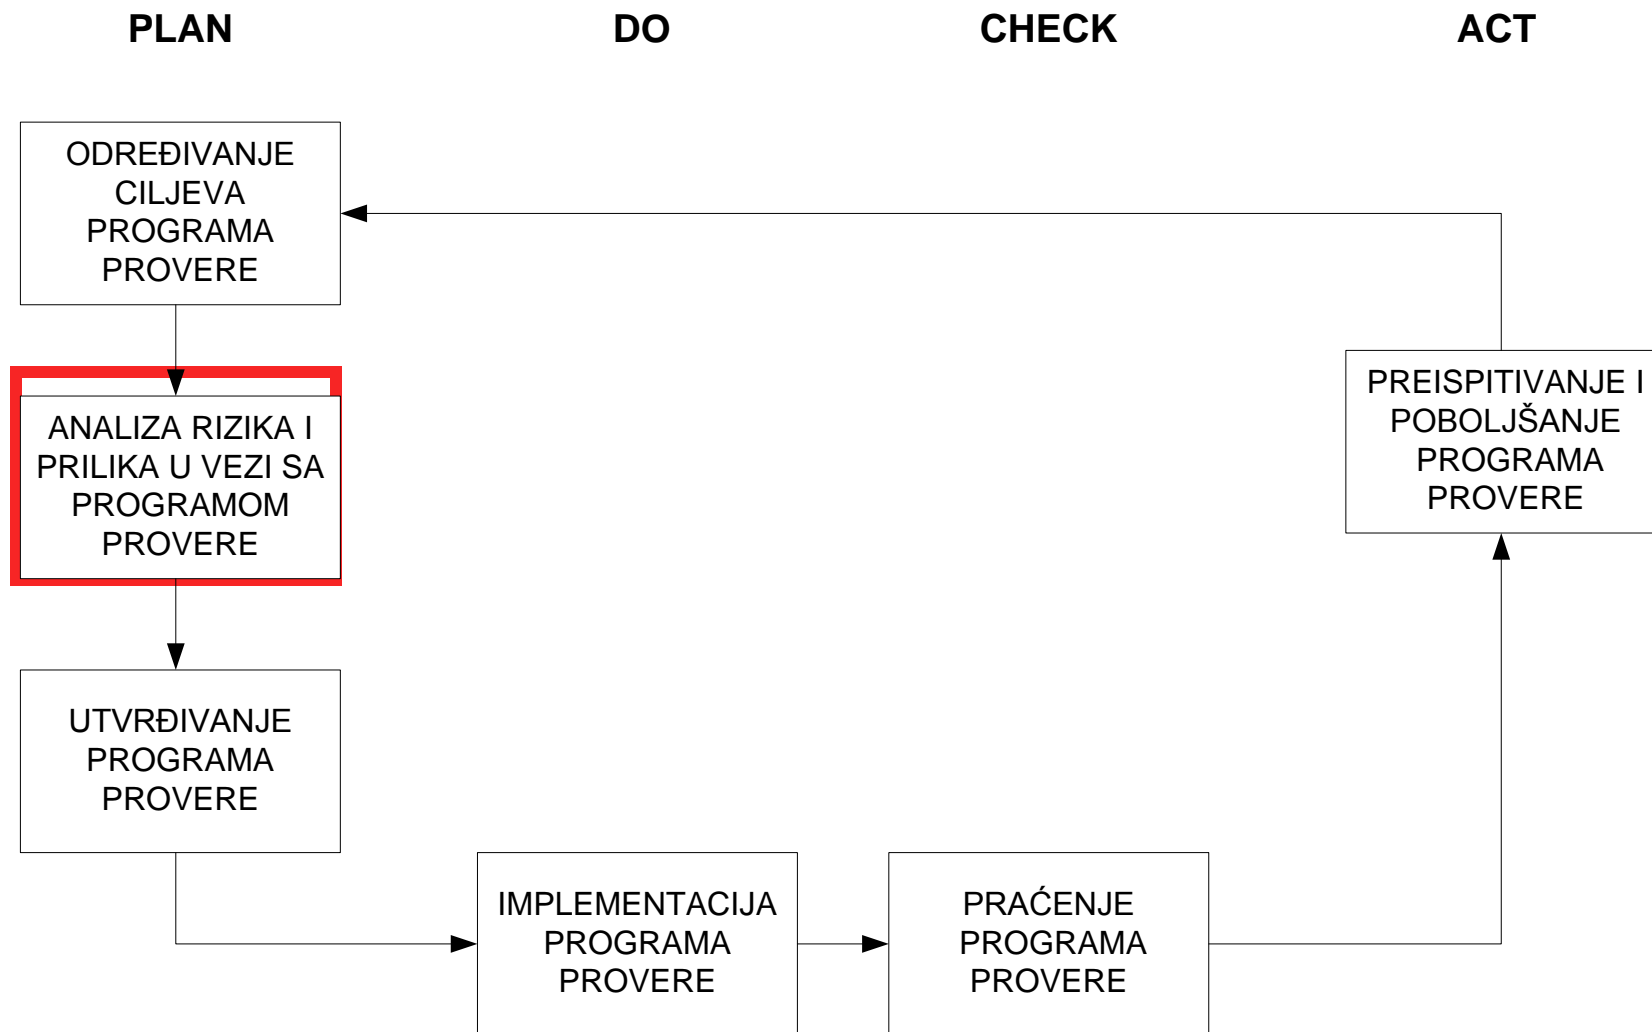 PLAN
DO
CHECK
ACT
ODREĐIVANJE
CILJEVA
PROGRAMA
PROVERE
ANALIZA RIZIKA I
PRILIKA U VEZI SA
PROGRAMOM
PROVERE
UTVRĐIVANJE
PROGRAMA
PROVERE
IMPLEMENTACIJA
PROGRAMA
PROVERE
PRAĆENJE
PROGRAMA
PROVERE
PREISPITIVANJE I
POBOLJŠANJE
PROGRAMA
PROVERE